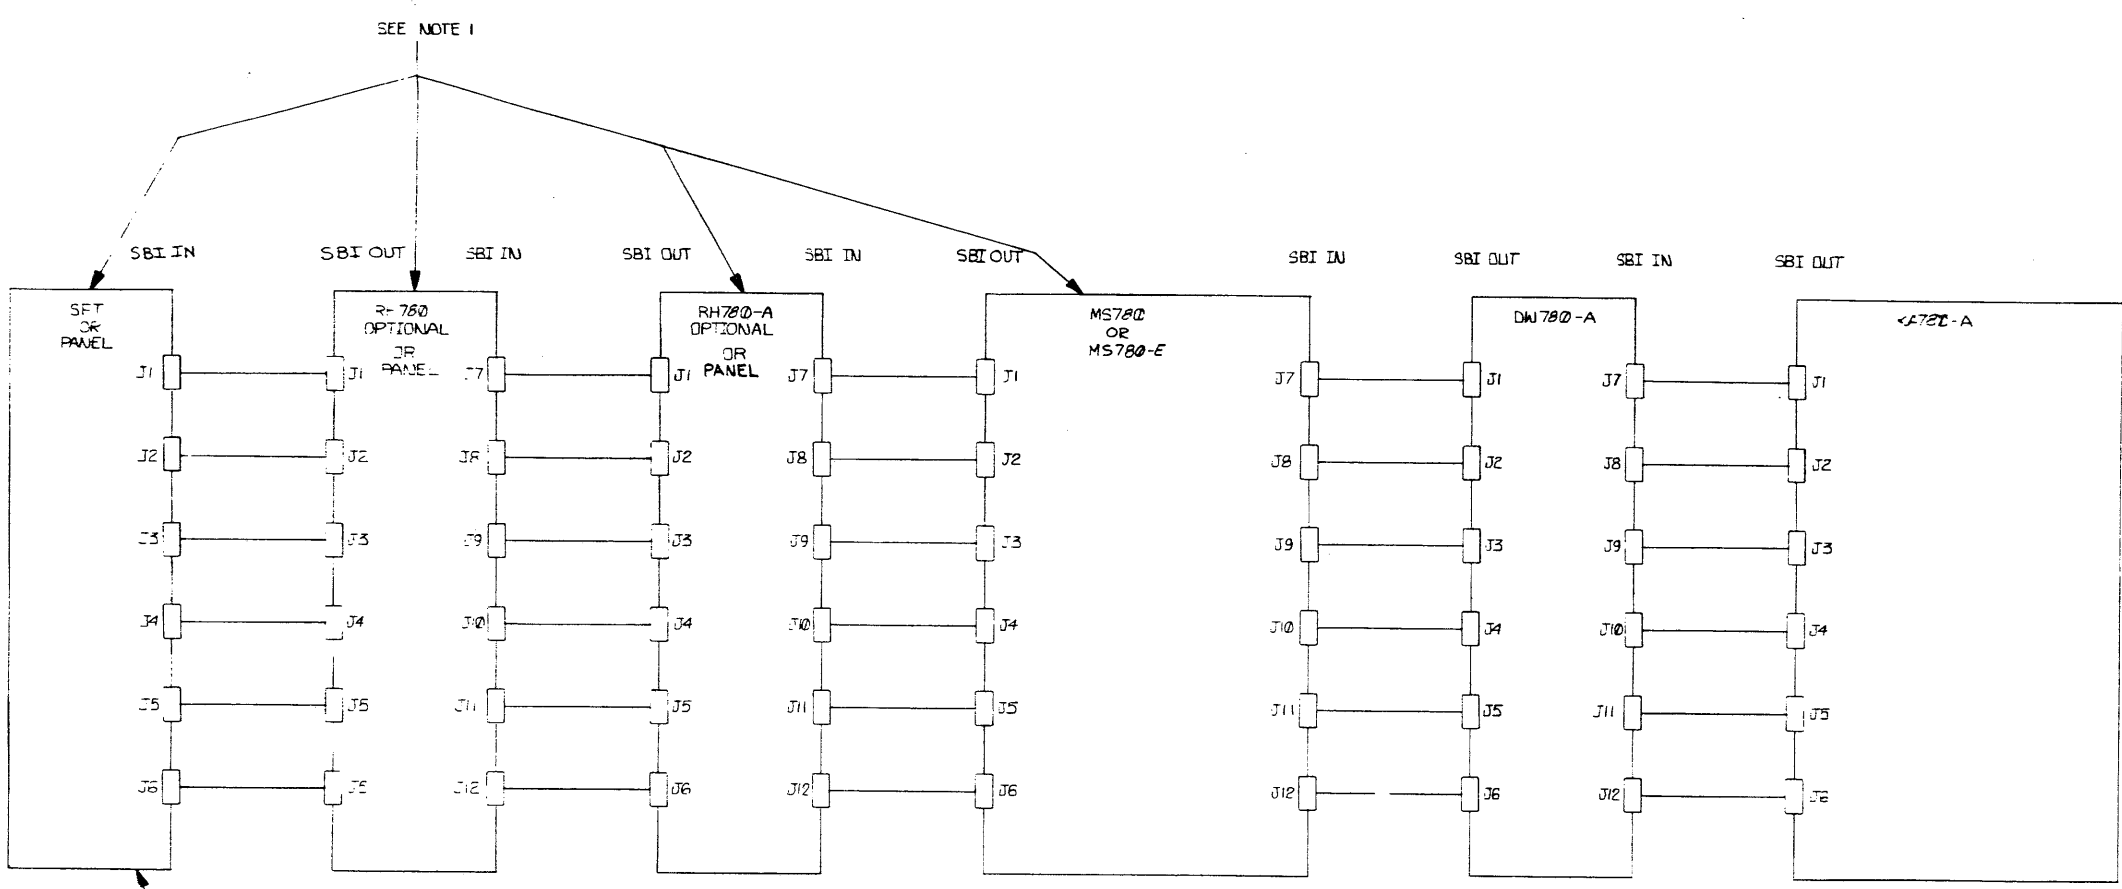 SEE NOTE 1
SBI IN
SBI OUT
SBI IN
SBI OUT
SBI IN
SBI OUT
SBI IN
SBI OUT
SBI IN
SBI OUT
OR
PANEL
OPTIONAL
OR
PANEL
RH780-A
OPTIONAL
OR
PANEL
MS780
OR
MS780-E
DW780-A
J1 J1 J7 J1 J7 J1 J7 J1 J7 J1
J2 J2 J8 J2 J8 J2 J8 J2 J8 J2
J3 J3 J9 J3 J9 J3 J9 J3 J9 J3
J4 J4 J10 J4 J10 J4 J10 J4 J10 J4
J5 J5 J11 J5 J11 J5 J11 J5 J11 J5
J6 J12 J6 J12 J6 J12 J6 J12 J6